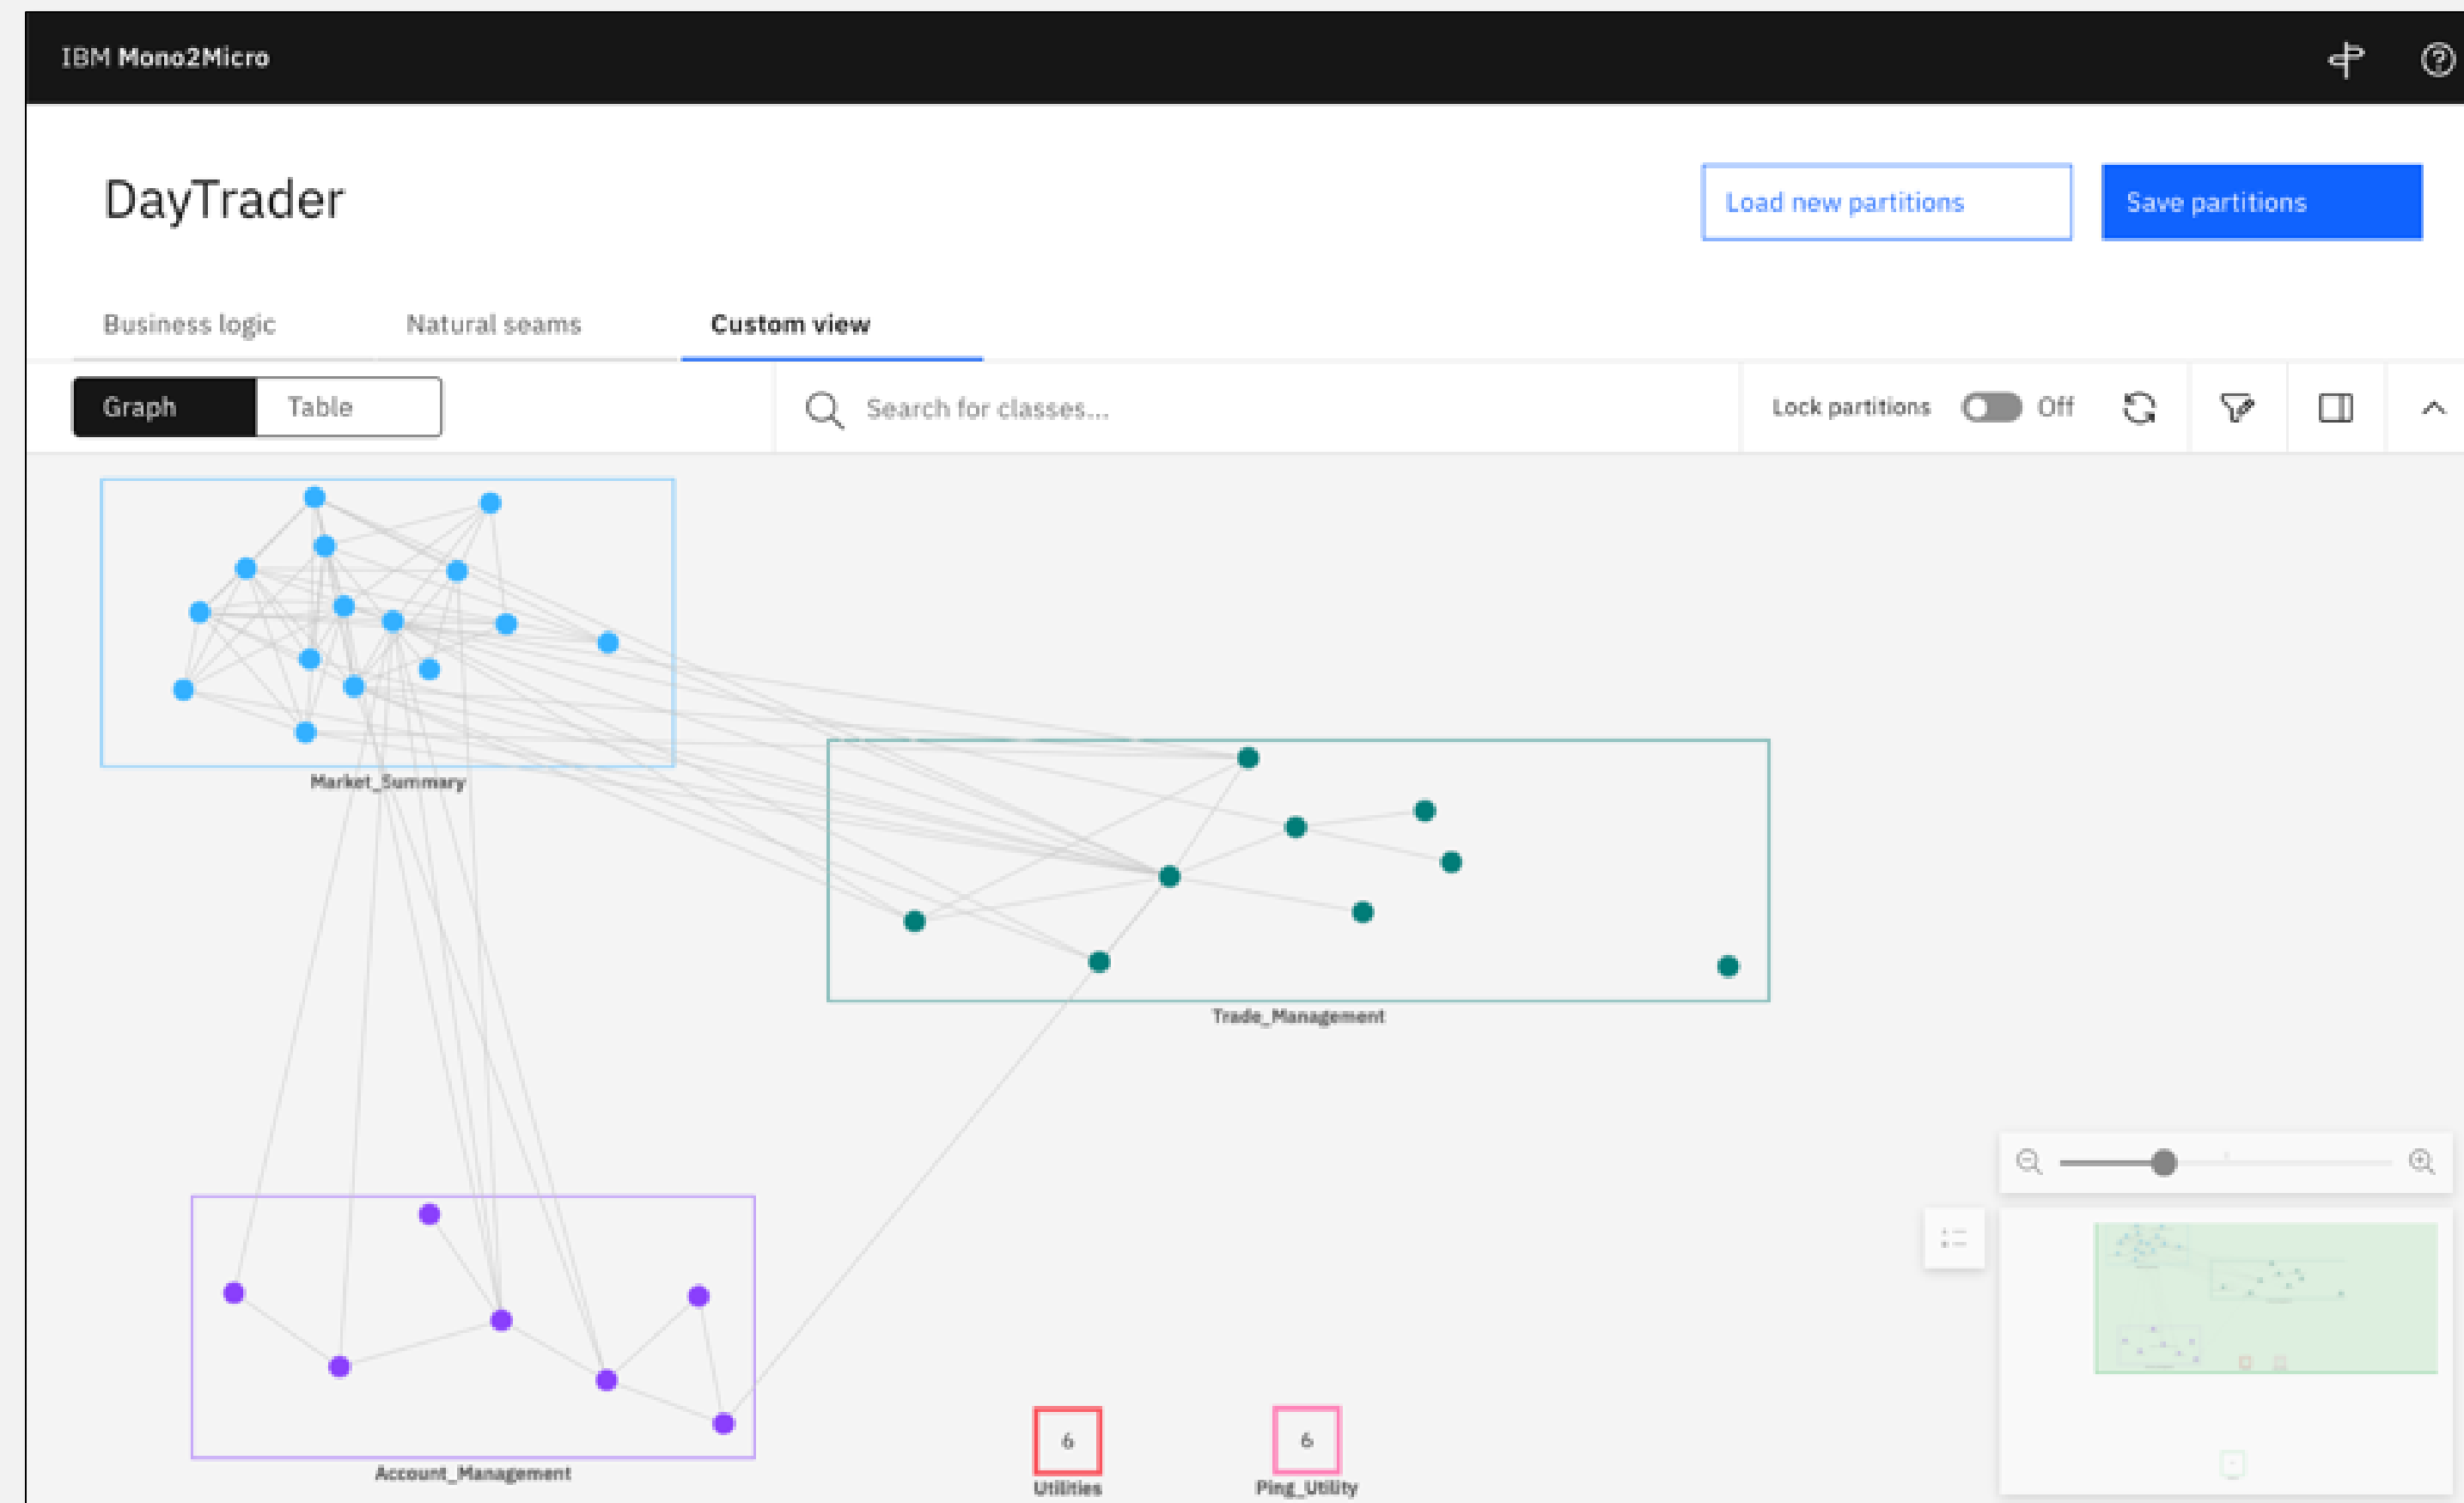 IBM Mono2Micro
DayTrader
Load new partitions
Save partitions
Business logic
Natural seams
Custom view
Graph
Table
Search for classes...
Lock partitions
Off
Market_Summary
Trade_Management
Account_Management
6
Utilities
6
Ping_Utility